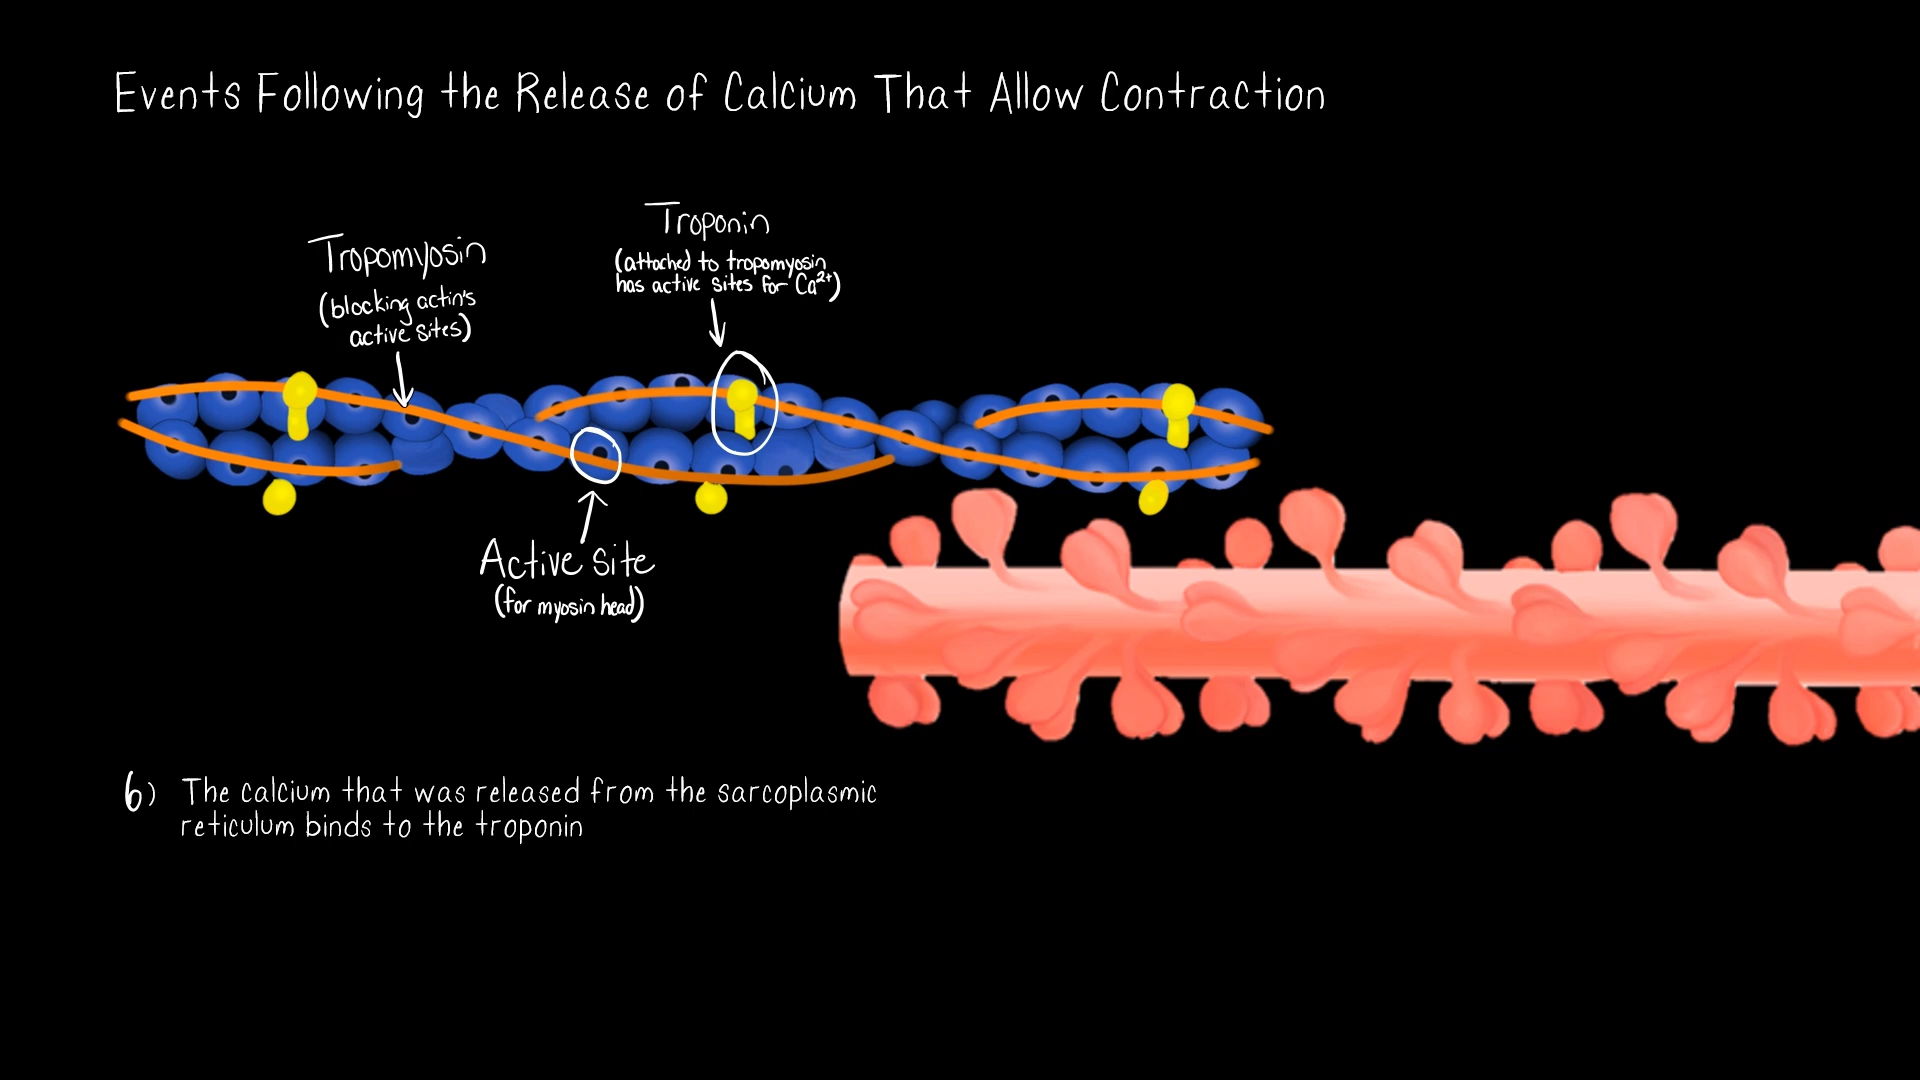 Events Following the Release of Calcium That Allow Contraction
Tropomyosin
(blocking actin's
active sites)
Troponin
(attached to tropomyosin
has active sites for Ca²⁺)
Active site
(for myosin head)
6) The calcium that was released from the sarcoplasmic
reticulum binds to the troponin